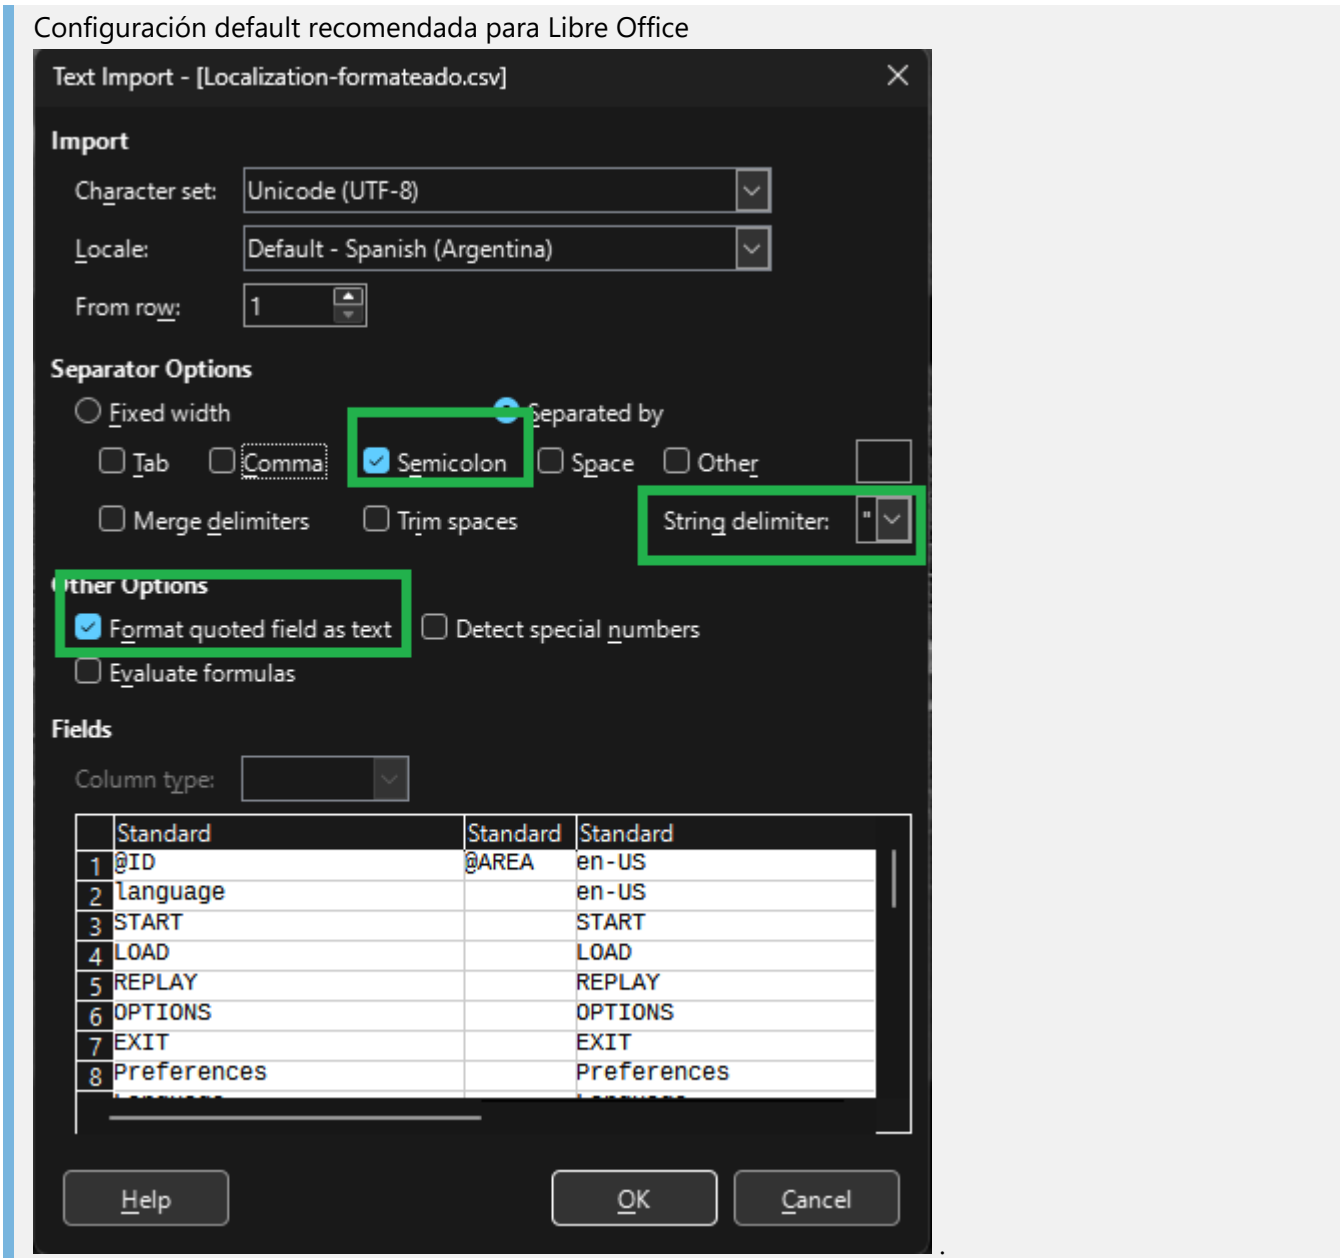 Configuración default recomendada para Libre Office
Text Import - [Localization-formateado.csv]
Import
Character set: Unicode (UTF-8)
Locale: Default - Spanish (Argentina)
From row: 1
Separator Options
Fixed width Separated by
Tab Comma Semicolon Space Other
Merge delimiters Trim spaces String delimiter: "
Other Options
Format quoted field as text Detect special numbers
Evaluate formulas
Fields
Column type:
Standard Standard Standard
1 @ID @AREA en-US
2 language en-US
3 START START
4 LOAD LOAD
5 REPLAY REPLAY
6 OPTIONS OPTIONS
7 EXIT EXIT
8 Preferences Preferences
Help OK Cancel
.